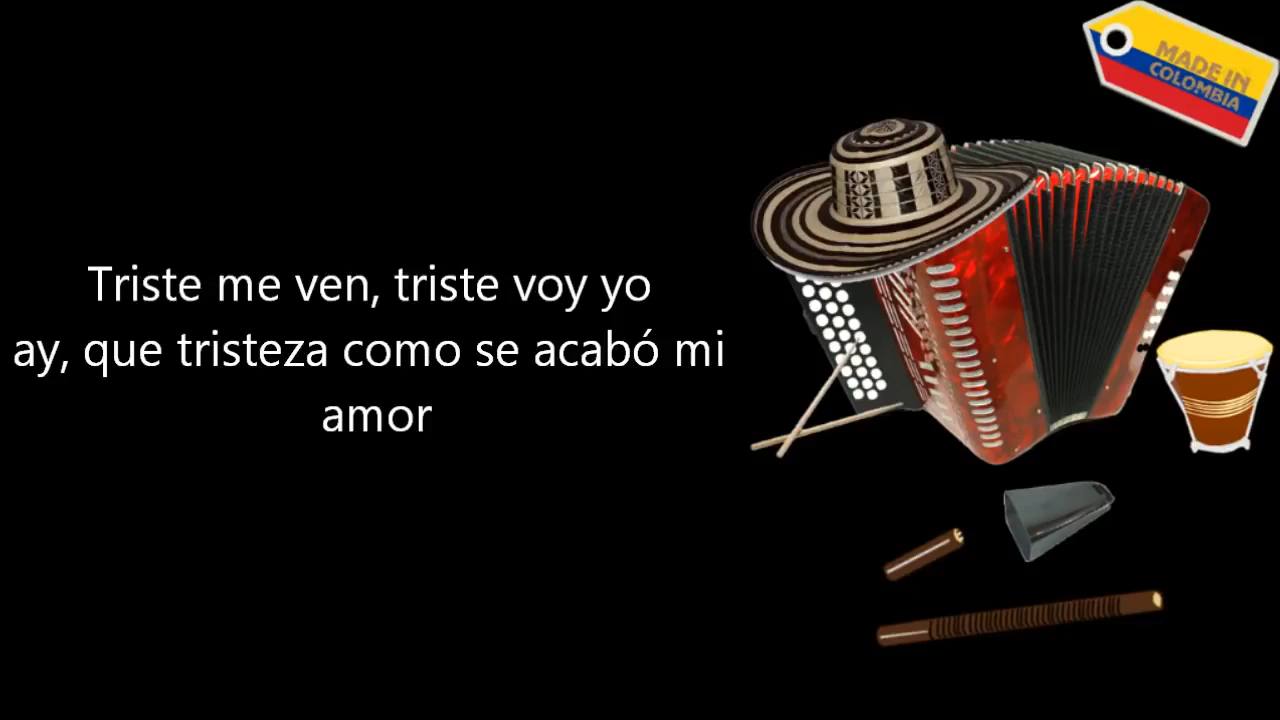 MADE IN
COLOMBIA
Triste me ven, triste voy yo
ay, que tristeza como se acabó mi
amor